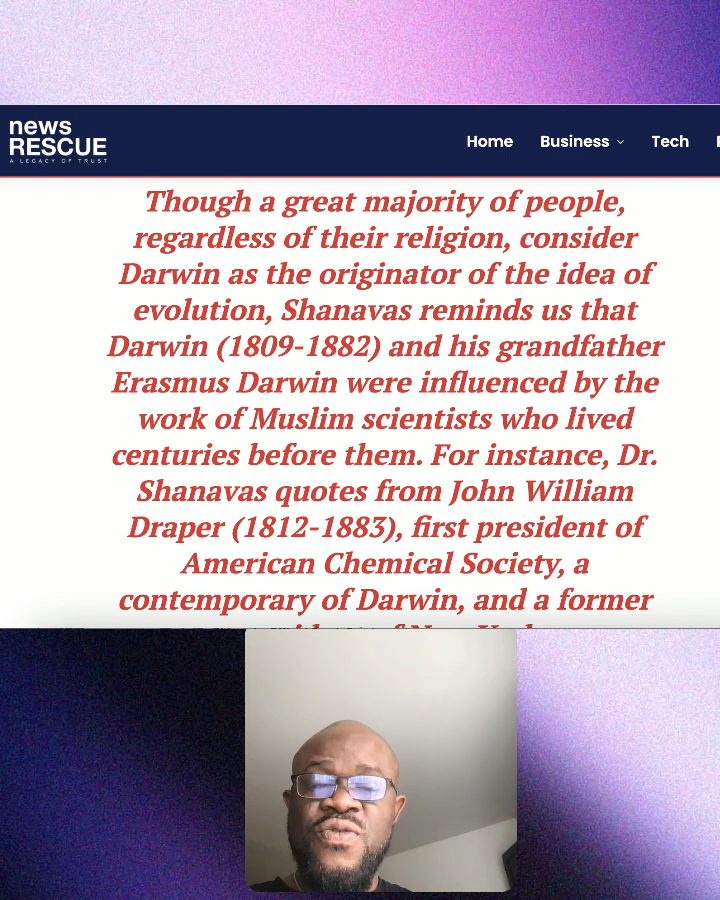 news
RESCUE
A LEGACY OF TRUST
Home Business Tech
Though a great majority of people,
regardless of their religion, consider
Darwin as the originator of the idea of
evolution, Shanavas reminds us that
Darwin (1809-1882) and his grandfather
Erasmus Darwin were influenced by the
work of Muslim scientists who lived
centuries before them. For instance, Dr.
Shanavas quotes from John William
Draper (1812-1883), first president of
American Chemical Society, a
contemporary of Darwin, and a former